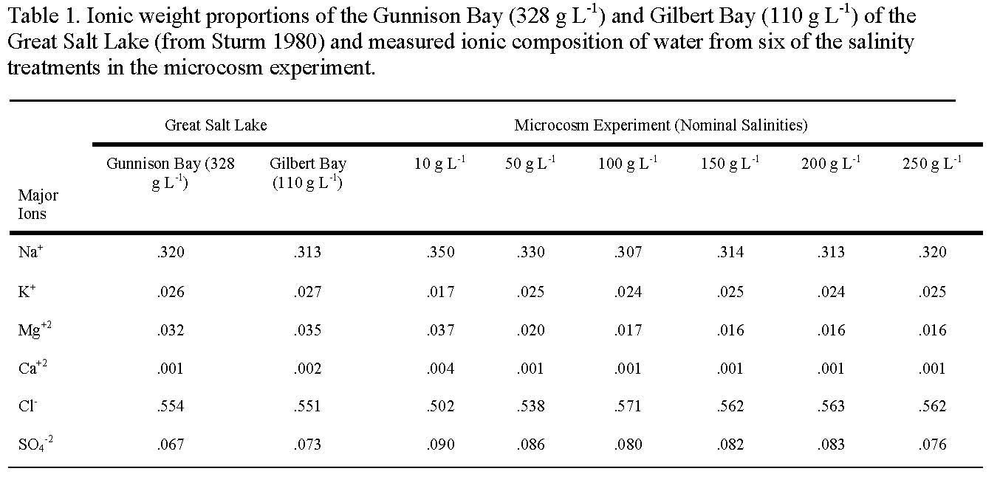 Table 1. Ionic weight proportions of the Gunnison Bay (328 g L-1) and Gilbert Bay (110 g L-1) of the
Great Salt Lake (from Sturm 1980) and measured ionic composition of water from six of the salinity
treatments in the microcosm experiment.
Great Salt Lake Microcosm Experiment (Nominal Salinities)
Major Ions Gunnison Bay (328 g L-1) Gilbert Bay (110 g L-1) 10 g L-1 50 g L-1 100 g L-1 150 g L-1 200 g L-1 250 g L-1
Na+ .320 .313 .350 .330 .307 .314 .313 .320
K+ .026 .027 .017 .025 .024 .025 .024 .025
Mg+2 .032 .035 .037 .020 .017 .016 .016 .016
Ca+2 .001 .002 .004 .001 .001 .001 .001 .001
Cl- .554 .551 .502 .538 .571 .562 .563 .562
SO4-2 .067 .073 .090 .086 .080 .082 .083 .076